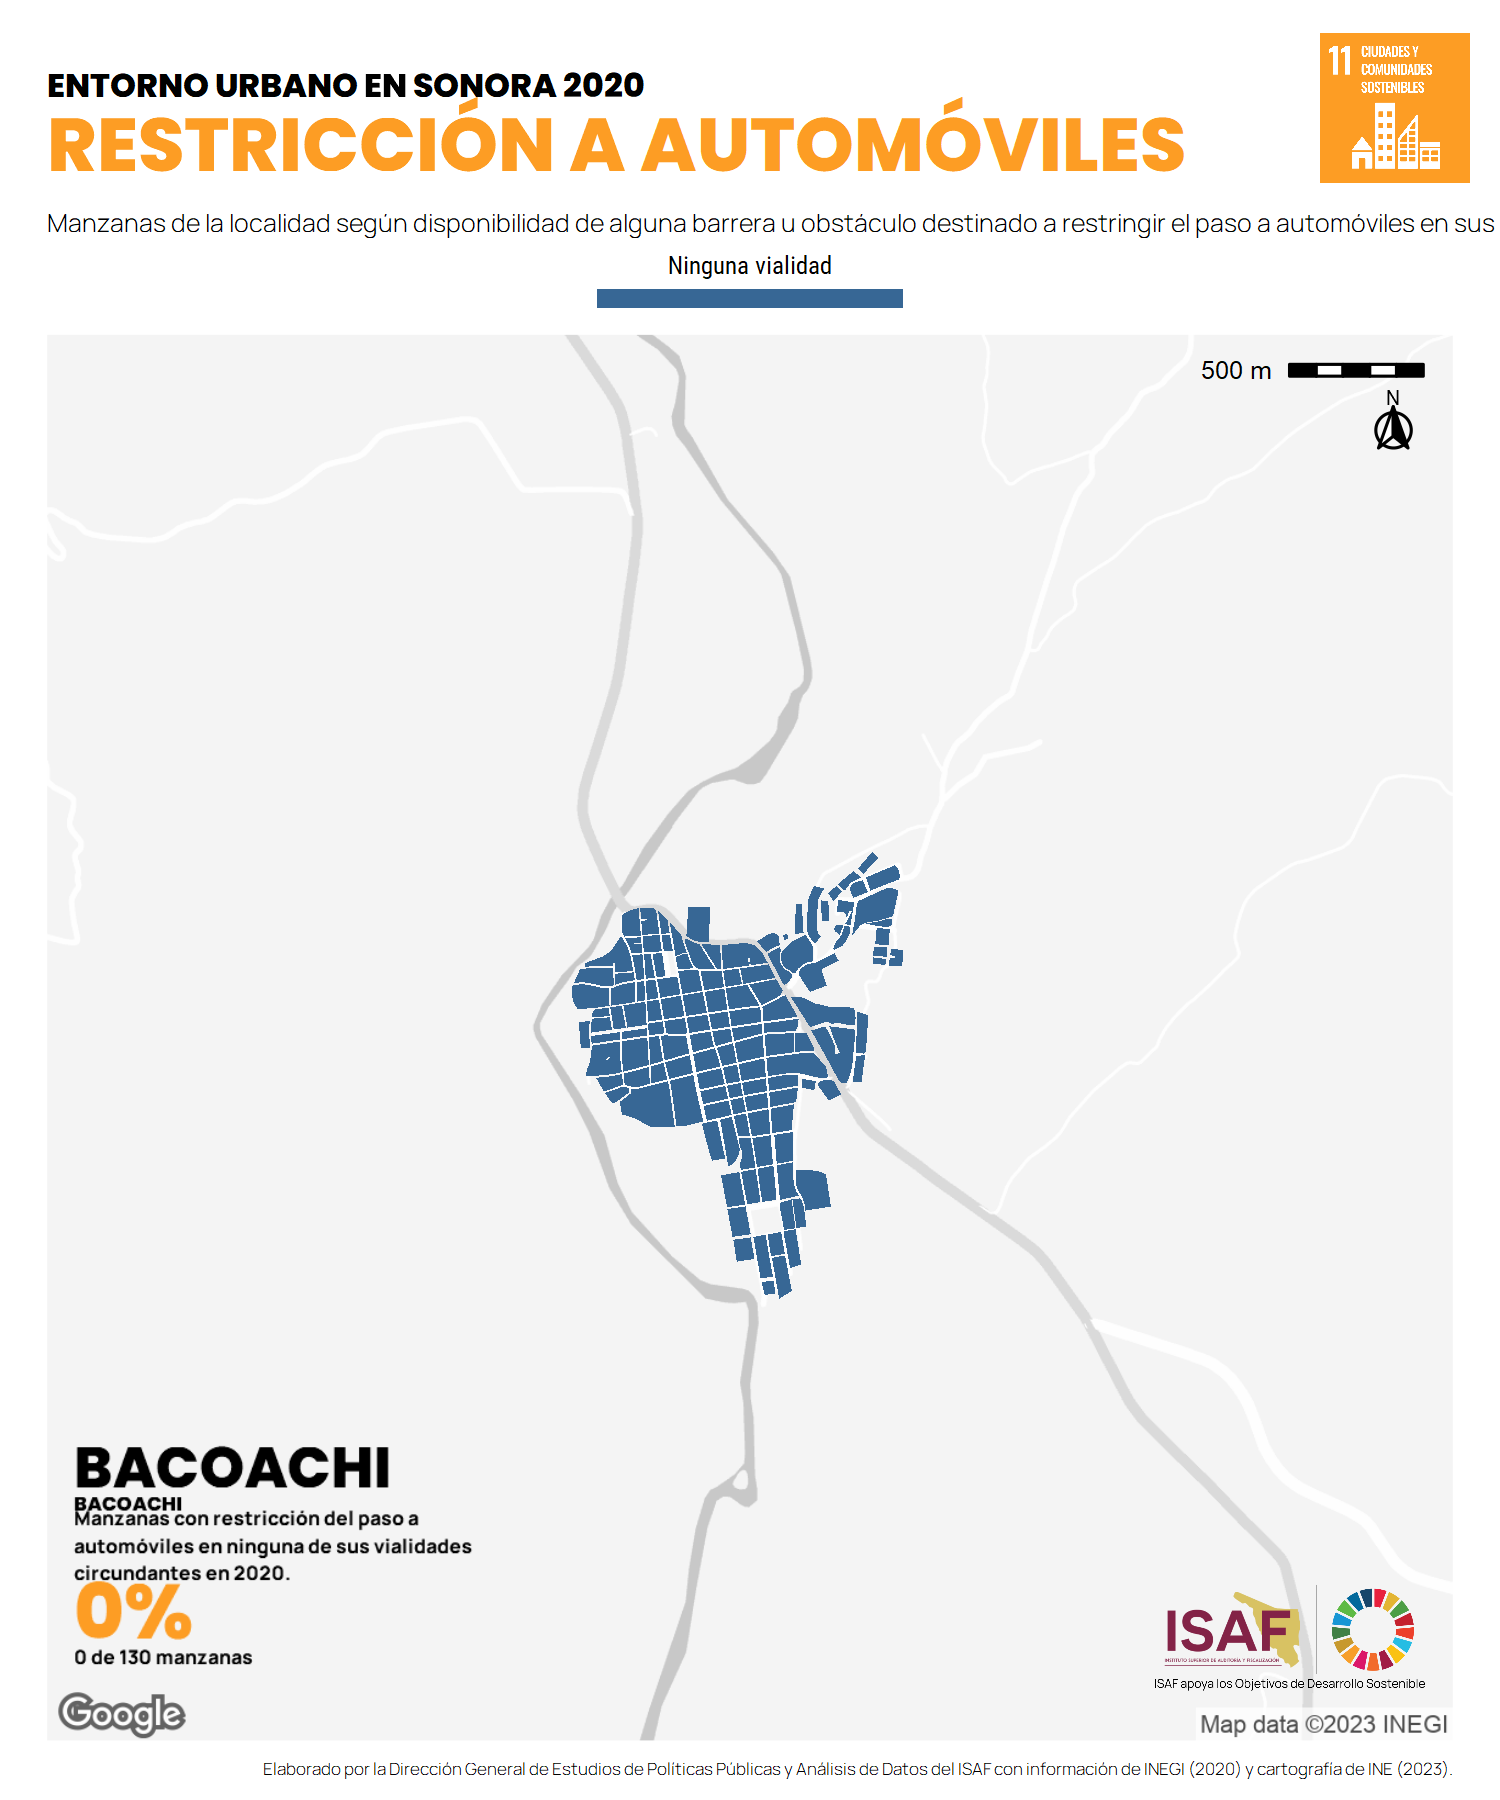 ENTORNO URBANO EN SONORA 2020
RESTRICCIÓN A AUTOMÓVILES
11 CIUDADES Y
COMUNIDADES
SOSTENIBLES
Manzanas de la localidad según disponibilidad de alguna barrera u obstáculo destinado a restringir el paso a automóviles en sus
Ninguna vialidad
500 m
N
BACOACHI
BACOACHI
Manzanas con restricción del paso a
automóviles en ninguna de sus vialidades
circundantes en 2020.
0%
0 de 130 manzanas
ISAF
INSTITUTO SUPERIOR DE AUDITORÍA Y FISCALIZACIÓN
ISAF apoya los Objetivos de Desarrollo Sostenible
Google
Map data ©2023 INEGI
Elaborado por la Dirección General de Estudios de Políticas Públicas y Análisis de Datos del ISAF con información de INEGI (2020) y cartografía de INE (2023).